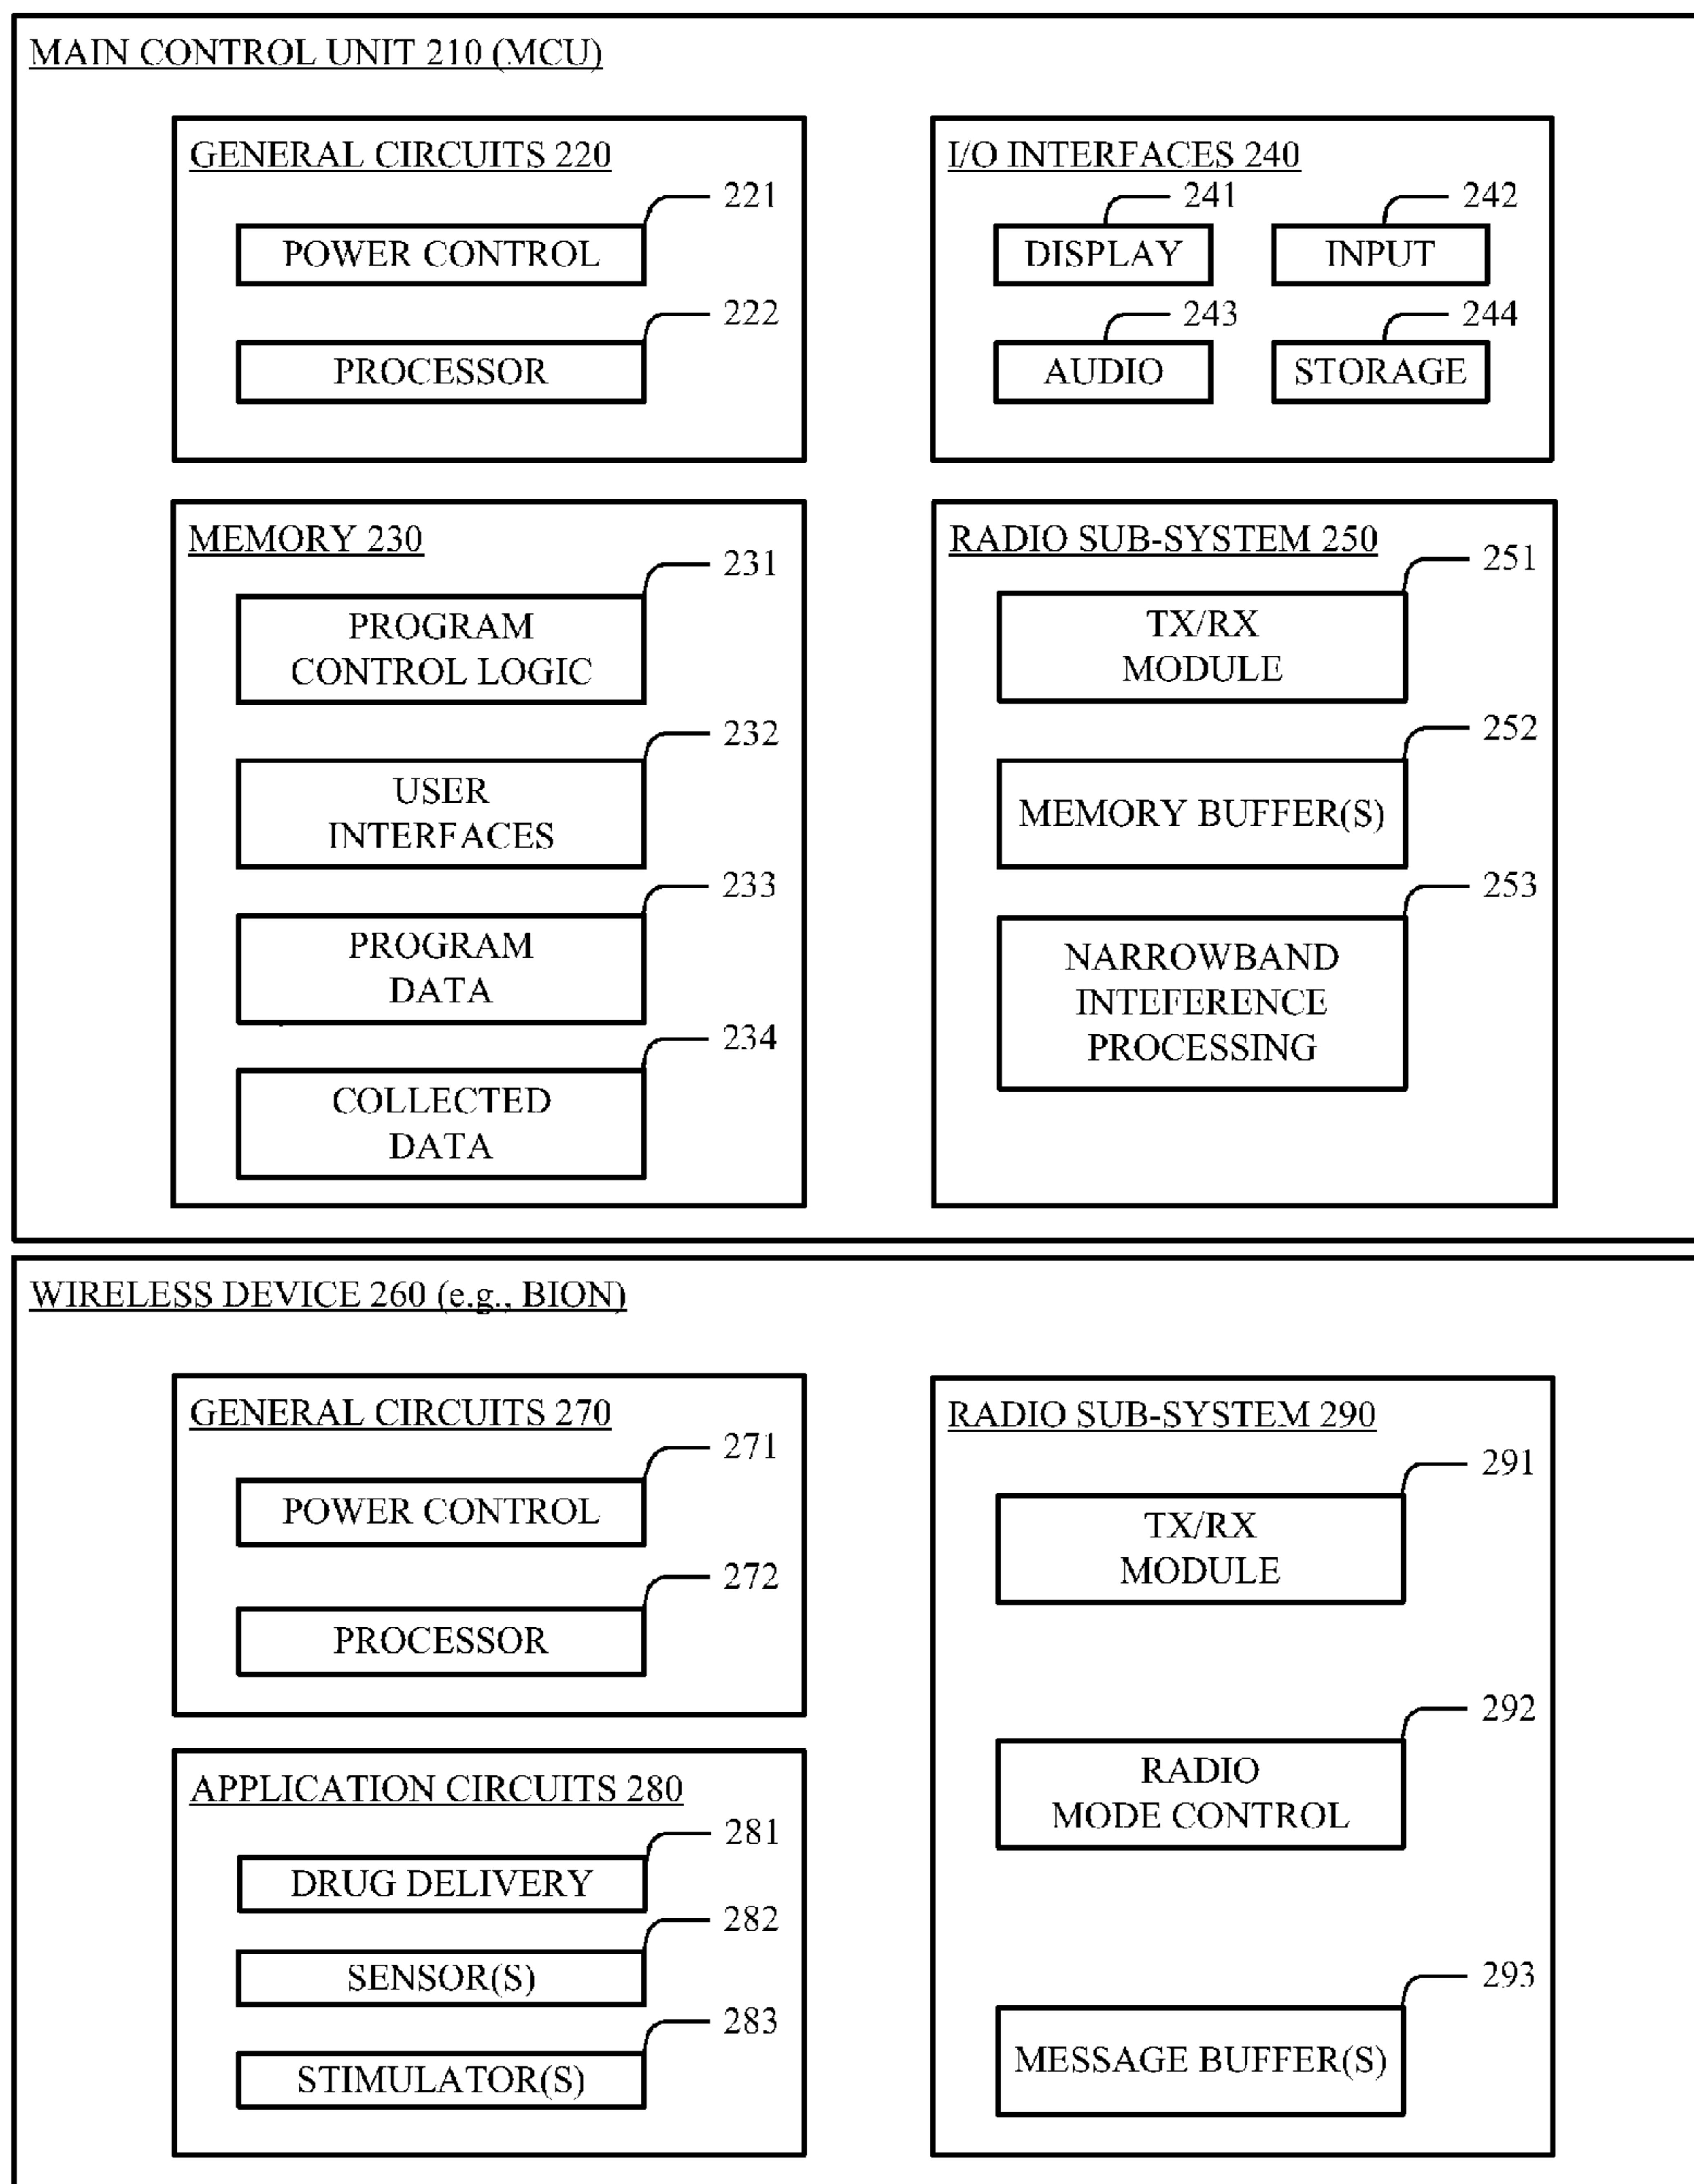 MAIN CONTROL UNIT 210 (MCU)
GENERAL CIRCUITS 220
221
POWER CONTROL
222
PROCESSOR
I/O INTERFACES 240
241
DISPLAY
242
INPUT
243
AUDIO
244
STORAGE
MEMORY 230
231
PROGRAM
CONTROL LOGIC
232
USER
INTERFACES
233
PROGRAM
DATA
234
COLLECTED
DATA
RADIO SUB-SYSTEM 250
251
TX/RX
MODULE
252
MEMORY BUFFER(S)
253
NARROWBAND
INTEFERENCE
PROCESSING
WIRELESS DEVICE 260 (e.g., BION)
GENERAL CIRCUITS 270
271
POWER CONTROL
272
PROCESSOR
APPLICATION CIRCUITS 280
281
DRUG DELIVERY
282
SENSOR(S)
283
STIMULATOR(S)
RADIO SUB-SYSTEM 290
291
TX/RX
MODULE
292
RADIO
MODE CONTROL
293
MESSAGE BUFFER(S)